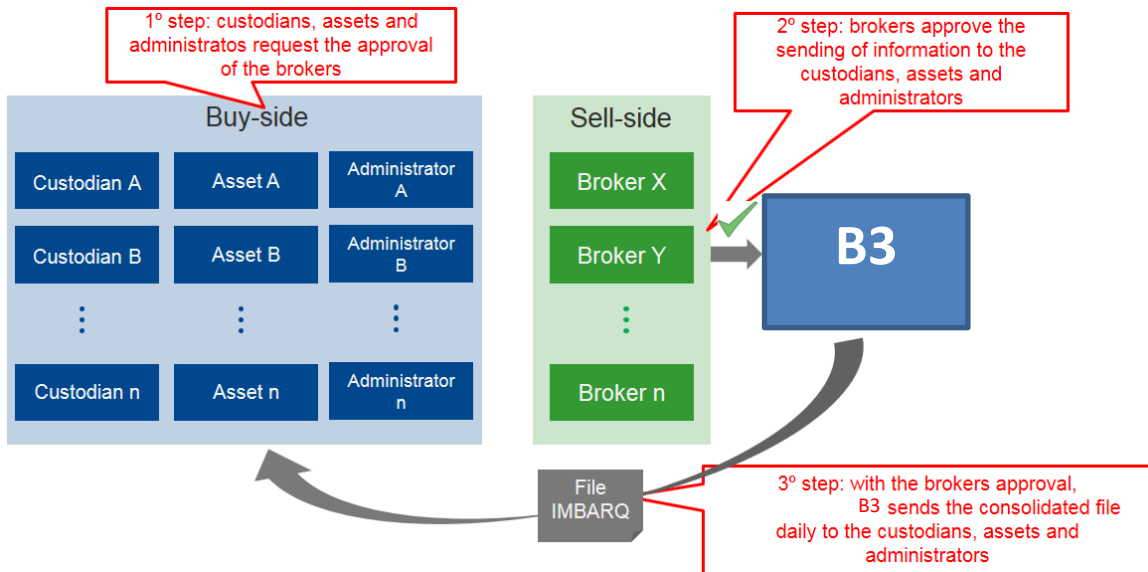 1º step: custodians, assets and
administratos request the approval
of the brokers
2º step: brokers approve the
sending of information to the
custodians, assets and
administrators
Buy-side
Custodian A
Asset A
Administrator
A
Custodian B
Asset B
Administrator
B
Custodian n
Asset n
Administrator
n
Sell-side
Broker X
Broker Y
Broker n
B3
File
IMBARQ
3º step: with the brokers approval,
B3 sends the consolidated file
daily to the custodians, assets and
administrators